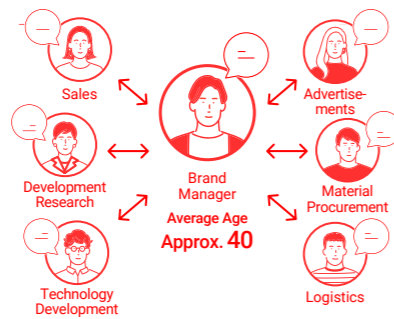 Sales
Advertise-
ments
Development
Research
Brand
Manager
Material
Procurement
Average Age
Approx. 40
Technology
Development
Logistics